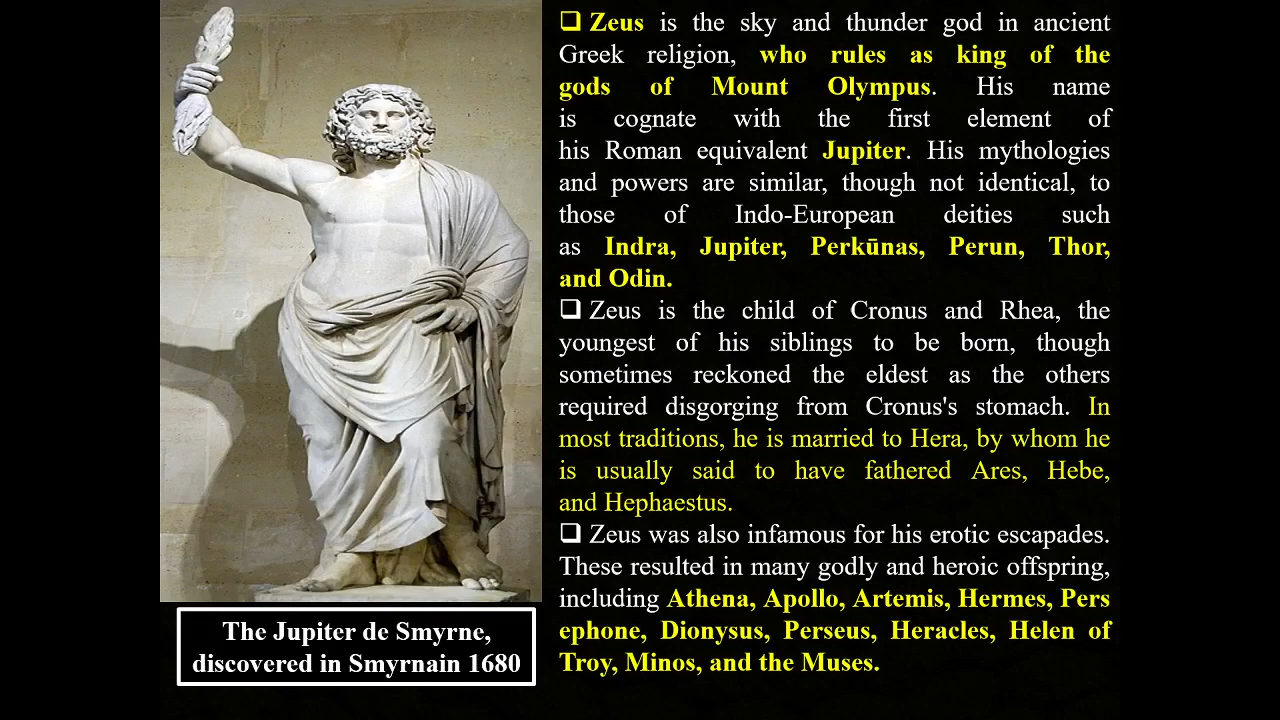 ❑ Zeus is the sky and thunder god in ancient
Greek religion, who rules as king of the
gods of Mount Olympus. His name
is cognate with the first element of
his Roman equivalent Jupiter. His mythologies
and powers are similar, though not identical, to
those of Indo-European deities such
as Indra, Jupiter, Perkūnas, Perun, Thor,
and Odin.
❑ Zeus is the child of Cronus and Rhea, the
youngest of his siblings to be born, though
sometimes reckoned the eldest as the others
required disgorging from Cronus's stomach. In
most traditions, he is married to Hera, by whom he
is usually said to have fathered Ares, Hebe,
and Hephaestus.
❑ Zeus was also infamous for his erotic escapades.
These resulted in many godly and heroic offspring,
including Athena, Apollo, Artemis, Hermes, Pers
ephone, Dionysus, Perseus, Heracles, Helen of
Troy, Minos, and the Muses.
The Jupiter de Smyrne,
discovered in Smyrnain 1680